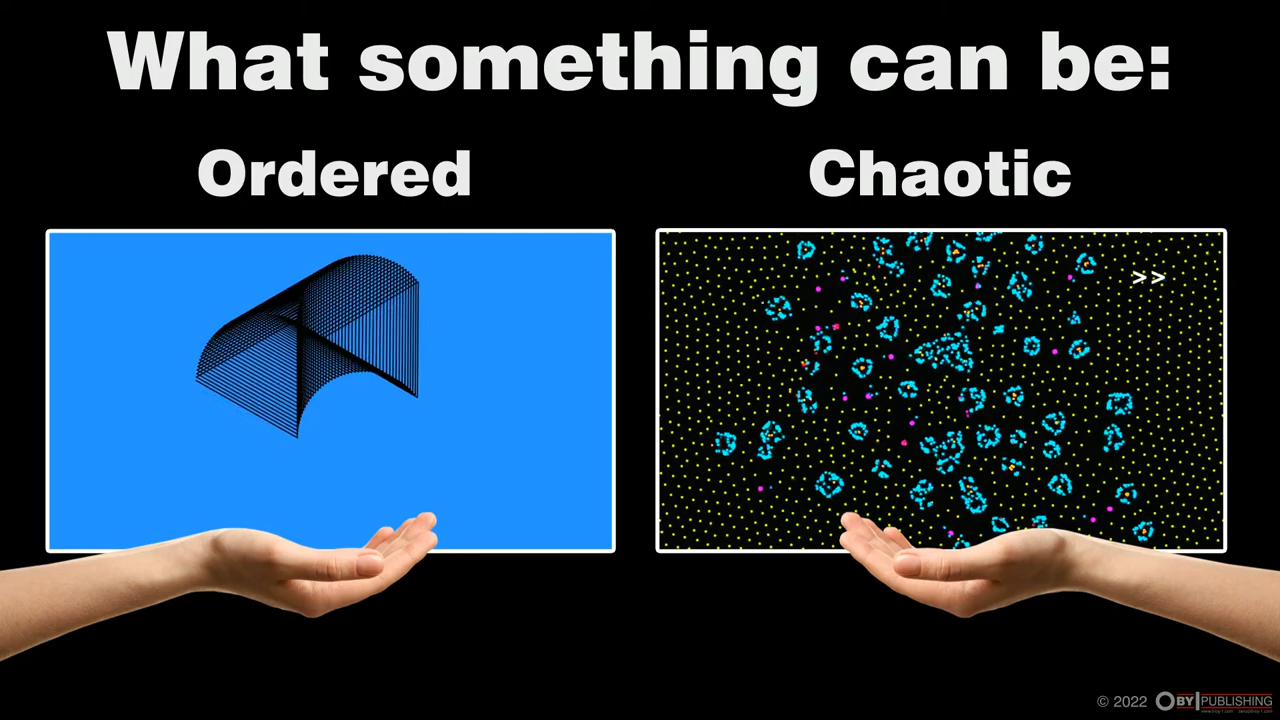 What something can be:
Ordered
Chaotic
>>
© 2022 OBY|PUBLISHING